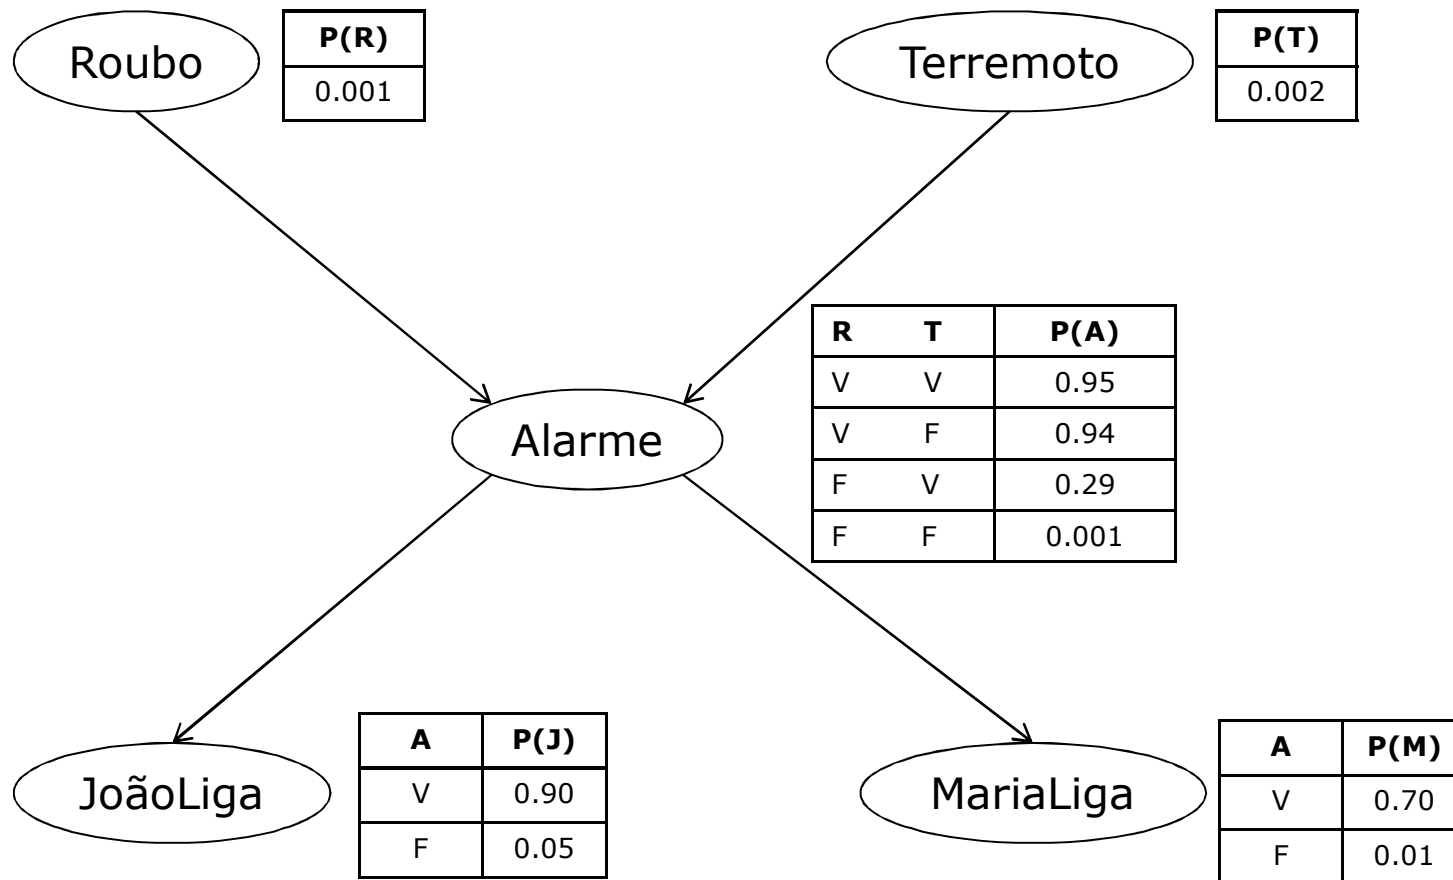 Roubo
P(R)
0.001
Terremoto
P(T)
0.002
R T P(A)
V V 0.95
V F 0.94
F V 0.29
F F 0.001
Alarme
JoãoLiga
A P(J)
V 0.90
F 0.05
MariaLiga
A P(M)
V 0.70
F 0.01